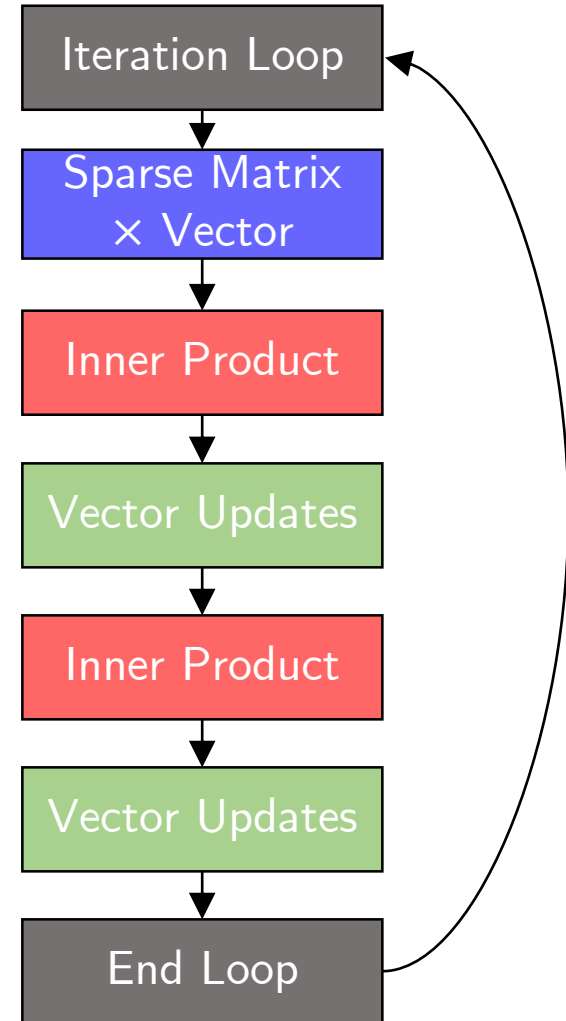 Iteration Loop
Sparse Matrix
× Vector
Inner Product
Vector Updates
Inner Product
Vector Updates
End Loop